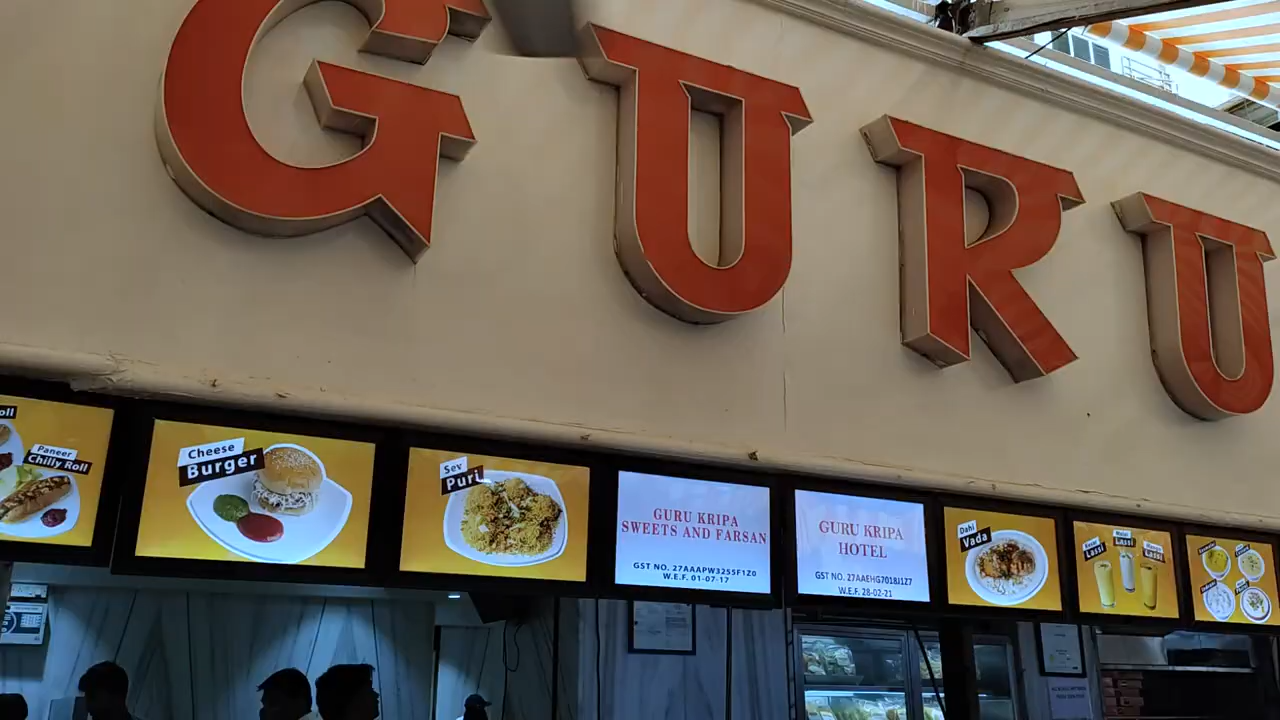 GURU
Roll
Paneer
Chilly Roll
Cheese
Burger
Sev
Puri
GURU KRIPA
SWEETS AND FARSAN
GST NO. 27AAAPW3255F1Z0
W.E.F. 01-07-17
GURU KRIPA
HOTEL
GST NO. 27AAEHG7018J1Z7
W.E.F. 28-02-21
Dahi
Vada
Lassi
Lassi
Lassi